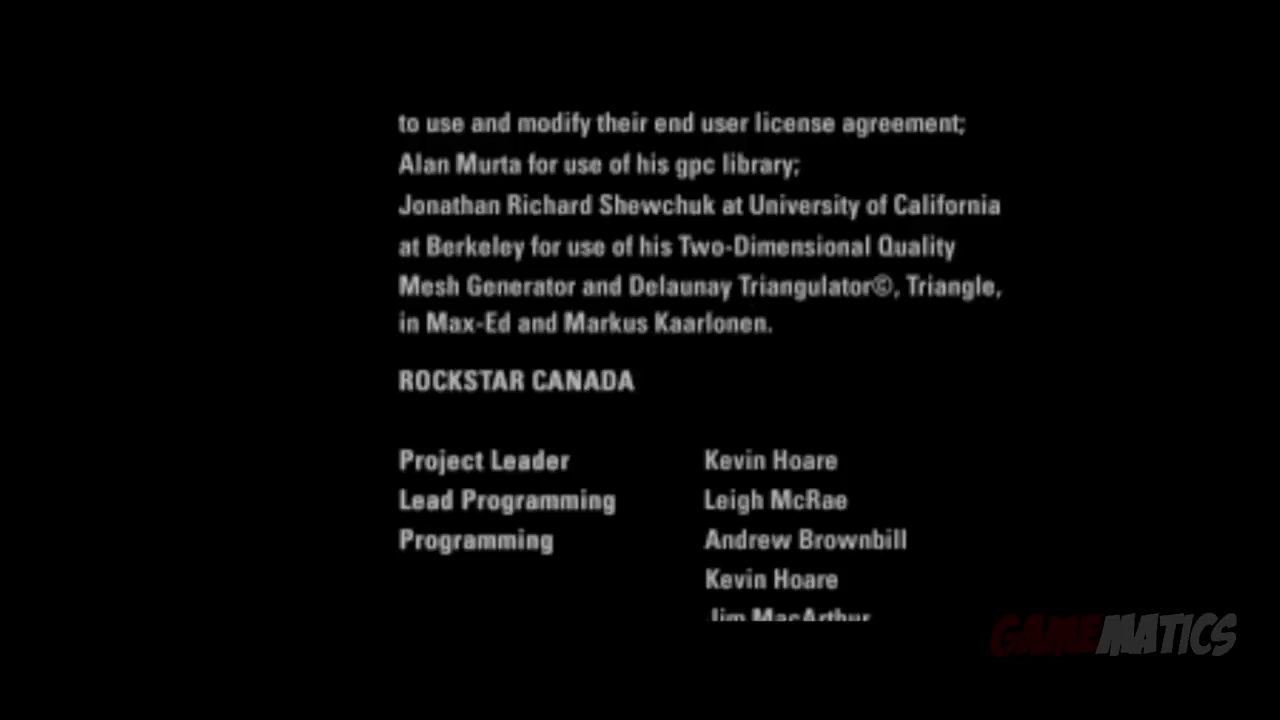 to use and modify their end user license agreement;
Alan Murta for use of his gpc library;
Jonathan Richard Shewchuk at University of California
at Berkeley for use of his Two-Dimensional Quality
Mesh Generator and Delaunay Triangulator©, Triangle,
in Max-Ed and Markus Kaarlonen.
ROCKSTAR CANADA
Project Leader Kevin Hoare
Lead Programming Leigh McRae
Programming Andrew Brownbill
Kevin Hoare
Jim MacArthur
GAMEMATICS